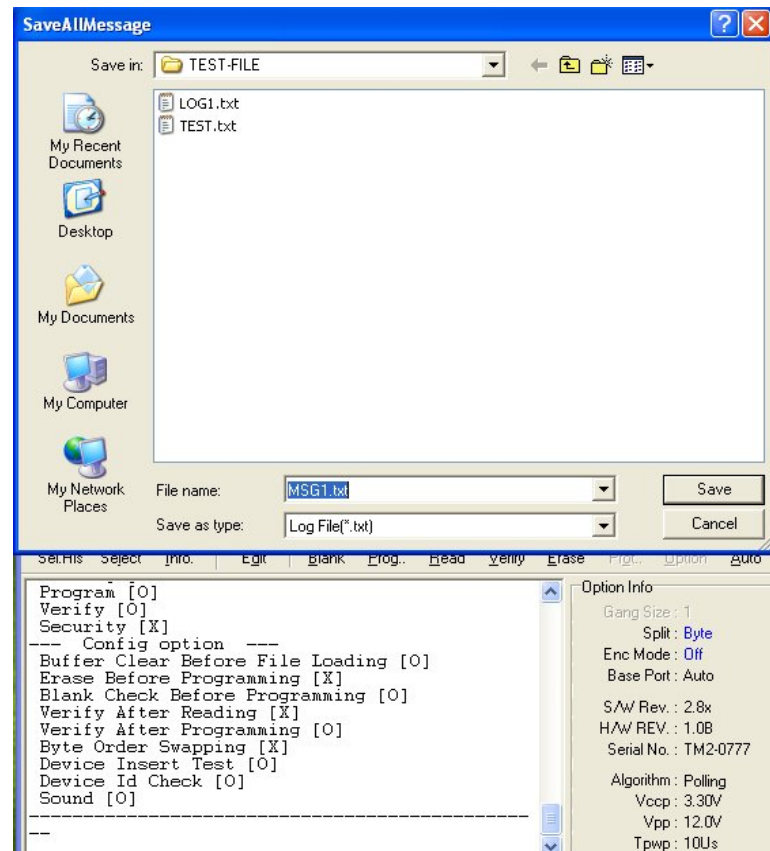 SaveAllMessage
Save in:
TEST-FILE
LOG1.txt
TEST.txt
My Recent
Documents
Desktop
My Documents
My Computer
My Network
Places
File name:
MSG1.txt
Save
Save as type:
Log File(*.txt)
Cancel
Sel.His Select Info. Edit Blank Prog.. Read Verify Erase Prot.. Option Auto
Program [O]
Verify [O]
Security [X]
--- Config option ---
Buffer Clear Before File Loading [O]
Erase Before Programming [X]
Blank Check Before Programming [O]
Verify After Reading [X]
Verify After Programming [O]
Byte Order Swapping [X]
Device Insert Test [O]
Device Id Check [O]
Sound [O]
Option Info
Gang Size : 1
Split : Byte
Enc Mode : Off
Base Port : Auto
S/W Rev. : 2.8x
H/W REV. : 1.0B
Serial No. : TM2-0777
Algorithm : Polling
Vccp : 3.30V
Vpp : 12.0V
Tpwp : 10Us